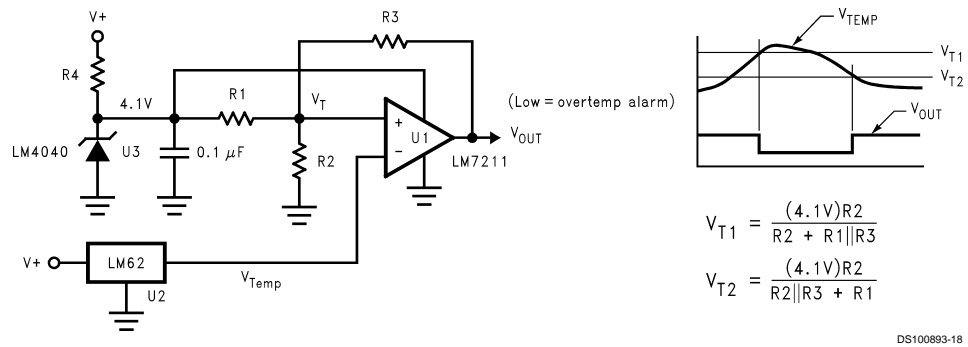 V+
R3
R4
4.1V
R1
V_T
(Low = overtemp alarm)
+
U1
−
V_OUT
LM7211
LM4040
U3
0.1 μF
R2
V+
LM62
U2
V_Temp
V_TEMP
V_T1
V_T2
V_OUT
V_T1 = (4.1V)R2 / R2 + R1||R3
V_T2 = (4.1V)R2 / R2||R3 + R1
DS100893-18